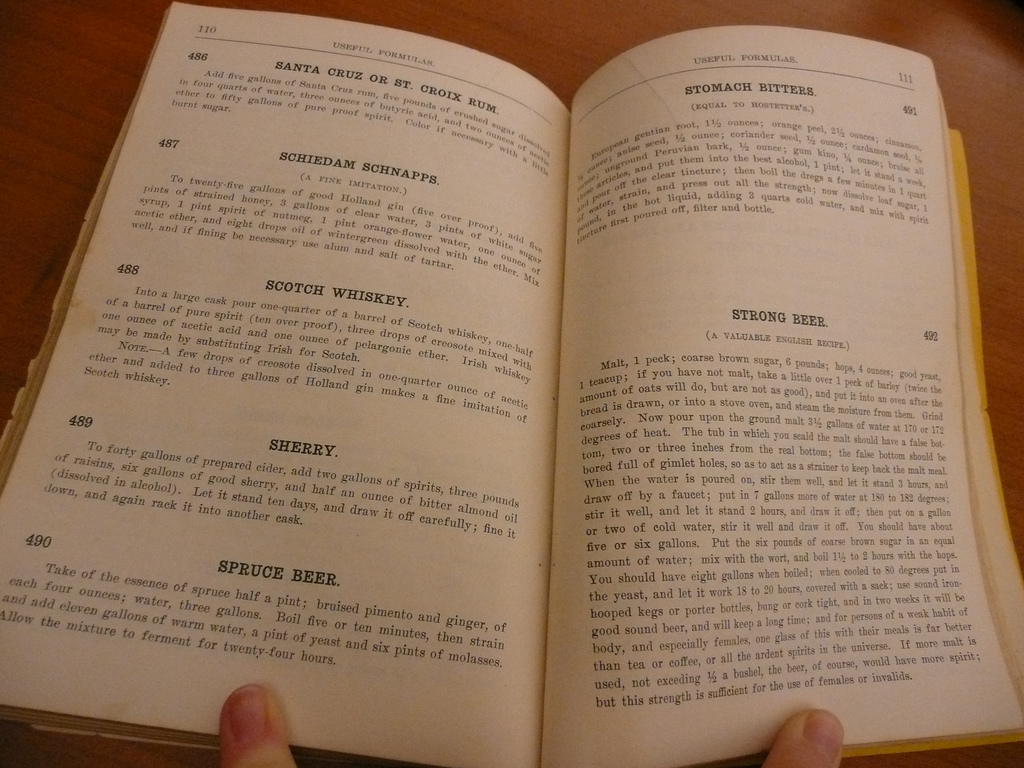 110
USEFUL FORMULAS.
486
SANTA CRUZ OR ST. CROIX RUM.
Add five gallons of Santa Cruz rum, five pounds of crushed sugar dissolved
in four quarts of water, three ounces of butyric acid, and two ounces of acetic
ether to fifty gallons of pure proof spirit. Color if necessary with a little
burnt sugar.
487
SCHIEDAM SCHNAPPS.
(A FINE IMITATION.)
To twenty-five gallons of good Holland gin (five over proof), add five
pints of strained honey, 3 gallons of clear water, 3 pints of white sugar
syrup, 1 pint spirit of nutmeg, 1 pint orange-flower water, one ounce of
acetic ether, and eight drops oil of wintergreen dissolved with the ether. Mix
well, and if fining be necessary use alum and salt of tartar.
488
SCOTCH WHISKEY.
Into a large cask pour one-quarter of a barrel of Scotch whiskey, one-half
of a barrel of pure spirit (ten over proof), three drops of creosote mixed with
one ounce of acetic acid and one ounce of pelargonic ether. Irish whiskey
may be made by substituting Irish for Scotch.
NOTE.—A few drops of creosote dissolved in one-quarter ounce of acetic
ether and added to three gallons of Holland gin makes a fine imitation of
Scotch whiskey.
489
SHERRY.
To forty gallons of prepared cider, add two gallons of spirits, three pounds
of raisins, six gallons of good sherry, and half an ounce of bitter almond oil
(dissolved in alcohol). Let it stand ten days, and draw it off carefully; fine it
down, and again rack it into another cask.
490
SPRUCE BEER.
Take of the essence of spruce half a pint; bruised pimento and ginger, of
each four ounces; water, three gallons. Boil five or ten minutes, then strain
and add eleven gallons of warm water, a pint of yeast and six pints of molasses.
Allow the mixture to ferment for twenty-four hours.
USEFUL FORMULAS.
111
STOMACH BITTERS.
(EQUAL TO HOSTETTER'S.)
491
European gentian root, 1½ ounces; orange peel, 2½ ounces; cinnamon,
¼ ounce; anise seed, ½ ounce; coriander seed, ½ ounce; cardamon seed, ⅛
ounce; unground Peruvian bark, ½ ounce; gum kino, ¼ ounce; bruise all
these articles, and put them into the best alcohol, 1 pint; let it stand a week,
and pour off the clear tincture; then boil the dregs a few minutes in 1 quart
of water, strain, and press out all the strength; now dissolve loaf sugar, 1
pound, in the hot liquid, adding 3 quarts cold water, and mix with spirit
tincture first poured off, filter and bottle.
STRONG BEER.
492
(A VALUABLE ENGLISH RECIPE.)
Malt, 1 peck; coarse brown sugar, 6 pounds; hops, 4 ounces; good yeast,
1 teacup; if you have not malt, take a little over 1 peck of barley (twice the
amount of oats will do, but are not as good), and put it into an oven after the
bread is drawn, or into a stove oven, and steam the moisture from them. Grind
coarsely. Now pour upon the ground malt 3½ gallons of water at 170 or 172
degrees of heat. The tub in which you scald the malt should have a false bot-
tom, two or three inches from the real bottom; the false bottom should be
bored full of gimlet holes, so as to act as a strainer to keep back the malt meal.
When the water is poured on, stir them well, and let it stand 3 hours, and
draw off by a faucet; put in 7 gallons more of water at 180 to 182 degrees;
stir it well, and let it stand 2 hours, and draw it off; then put on a gallon
or two of cold water, stir it well and draw it off. You should have about
five or six gallons. Put the six pounds of coarse brown sugar in an equal
amount of water; mix with the wort, and boil 1½ to 2 hours with the hops.
You should have eight gallons when boiled; when cooled to 80 degrees put in
the yeast, and let it work 18 to 20 hours, covered with a sack; use sound iron-
hooped kegs or porter bottles, bung or cork tight, and in two weeks it will be
good sound beer, and will keep a long time; and for persons of a weak habit of
body, and especially females, one glass of this with their meals is far better
than tea or coffee, or all the ardent spirits in the universe. If more malt is
used, not exceeding ½ a bushel, the beer, of course, would have more spirit;
but this strength is sufficient for the use of females or invalids.